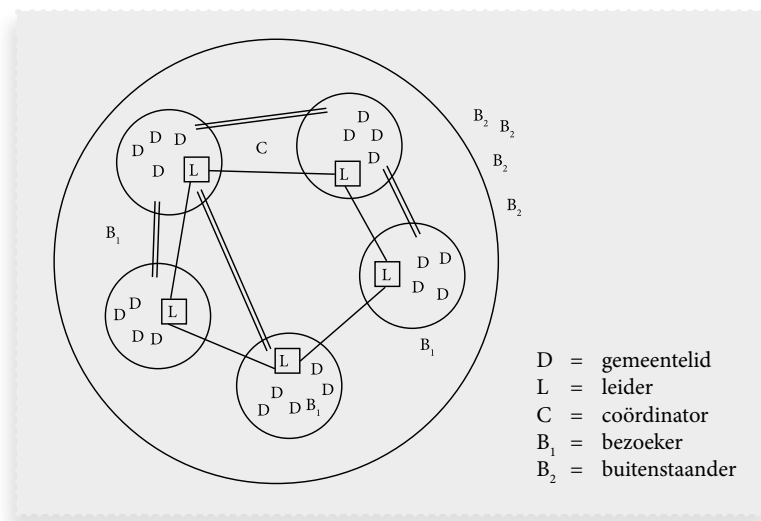 D
B₂
B₂
D D
D D D
C
D
B₂
D
L
L
B₂
B₁
D D
L
D D
D D
L
D D
B₁
L D
D D
D D B₁
D = gemeentelid
L = leider
C = coördinator
B₁ = bezoeker
B₂ = buitenstaander